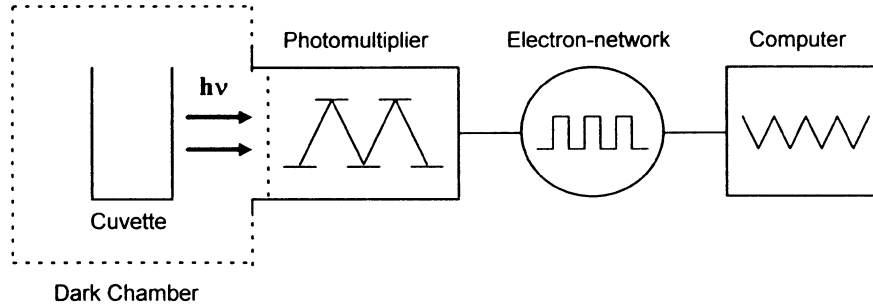 Photomultiplier
Electron-network
Computer
hν
Cuvette
Dark Chamber